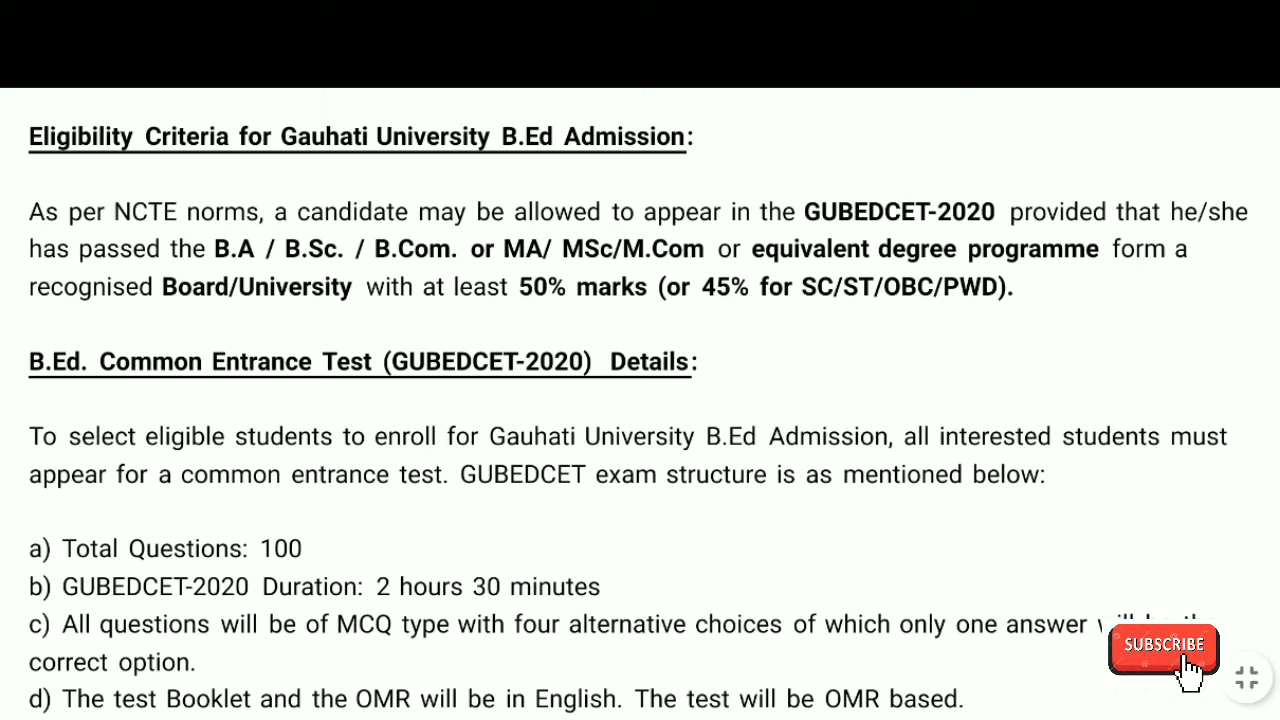 Eligibility Criteria for Gauhati University B.Ed Admission:
As per NCTE norms, a candidate may be allowed to appear in the GUBEDCET-2020 provided that he/she
has passed the B.A / B.Sc. / B.Com. or MA/ MSc/M.Com or equivalent degree programme form a
recognised Board/University with at least 50% marks (or 45% for SC/ST/OBC/PWD).
B.Ed. Common Entrance Test (GUBEDCET-2020) Details:
To select eligible students to enroll for Gauhati University B.Ed Admission, all interested students must
appear for a common entrance test. GUBEDCET exam structure is as mentioned below:
a) Total Questions: 100
b) GUBEDCET-2020 Duration: 2 hours 30 minutes
c) All questions will be of MCQ type with four alternative choices of which only one answer
correct option.
SUBSCRIBE
d) The test Booklet and the OMR will be in English. The test will be OMR based.